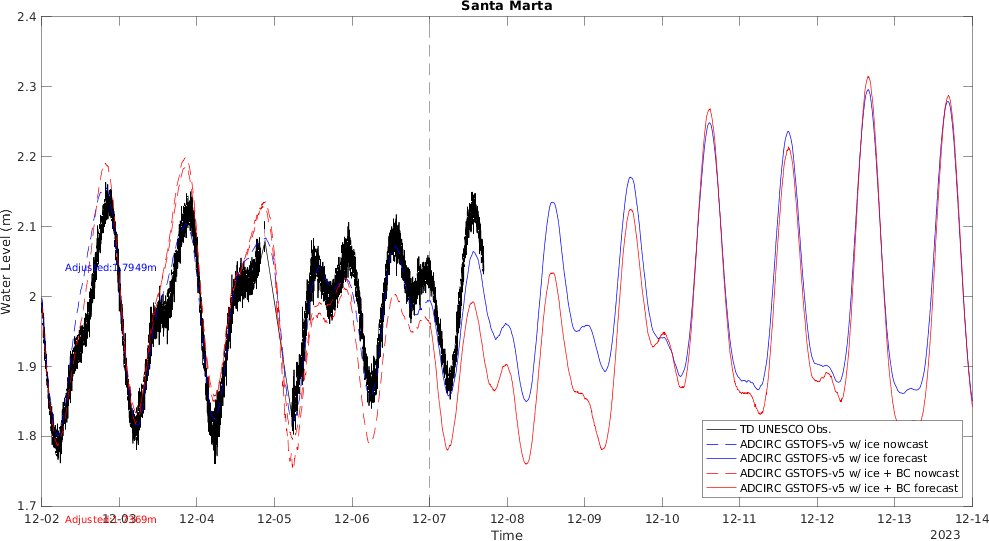 Santa Marta
2.4
2.3
2.2
2.1
2
1.9
1.8
1.7
Water Level (m)
Adjusted:1.7949m
TD UNESCO Obs.
ADCIRC GSTOFS-v5 w/ ice nowcast
ADCIRC GSTOFS-v5 w/ ice forecast
ADCIRC GSTOFS-v5 w/ ice + BC nowcast
ADCIRC GSTOFS-v5 w/ ice + BC forecast
12-02 12-03 12-04 12-05 12-06 12-07 12-08 12-09 12-10 12-11 12-12 12-13 12-14
Time
2023